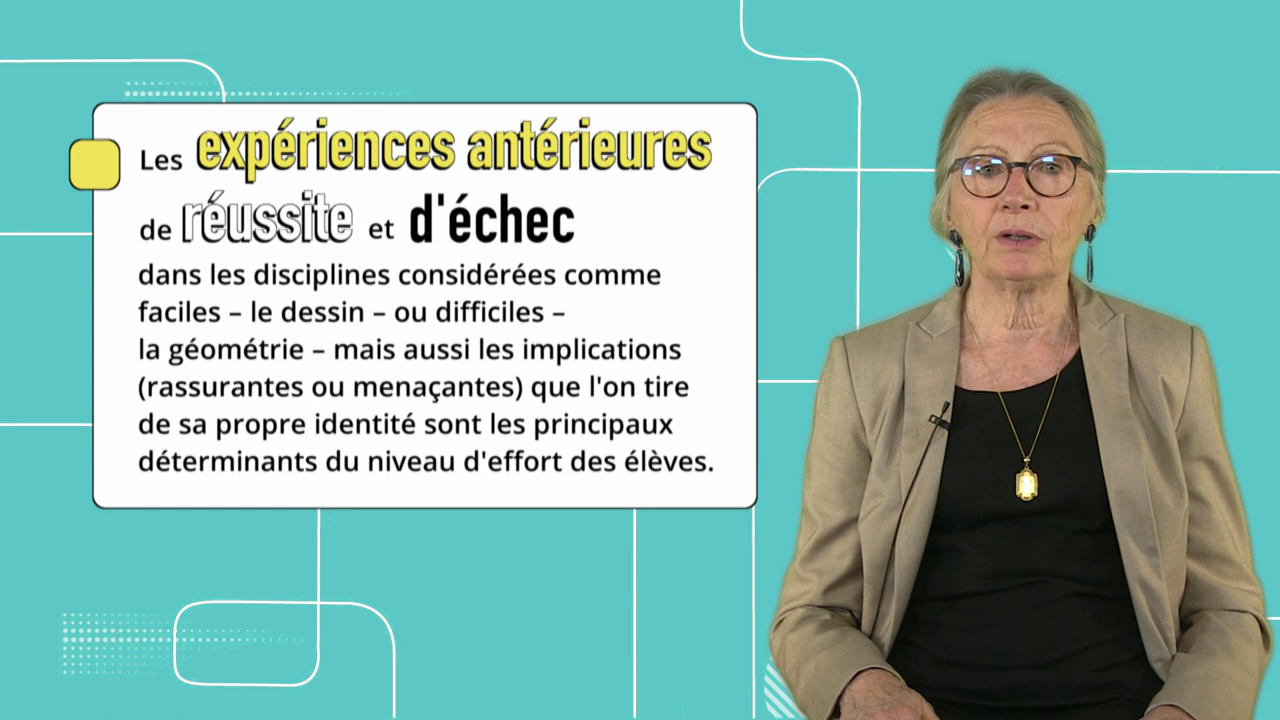 Les expériences antérieures
de réussite et d'échec
dans les disciplines considérées comme
faciles – le dessin – ou difficiles –
la géométrie – mais aussi les implications
(rassurantes ou menaçantes) que l'on tire
de sa propre identité sont les principaux
déterminants du niveau d'effort des élèves.